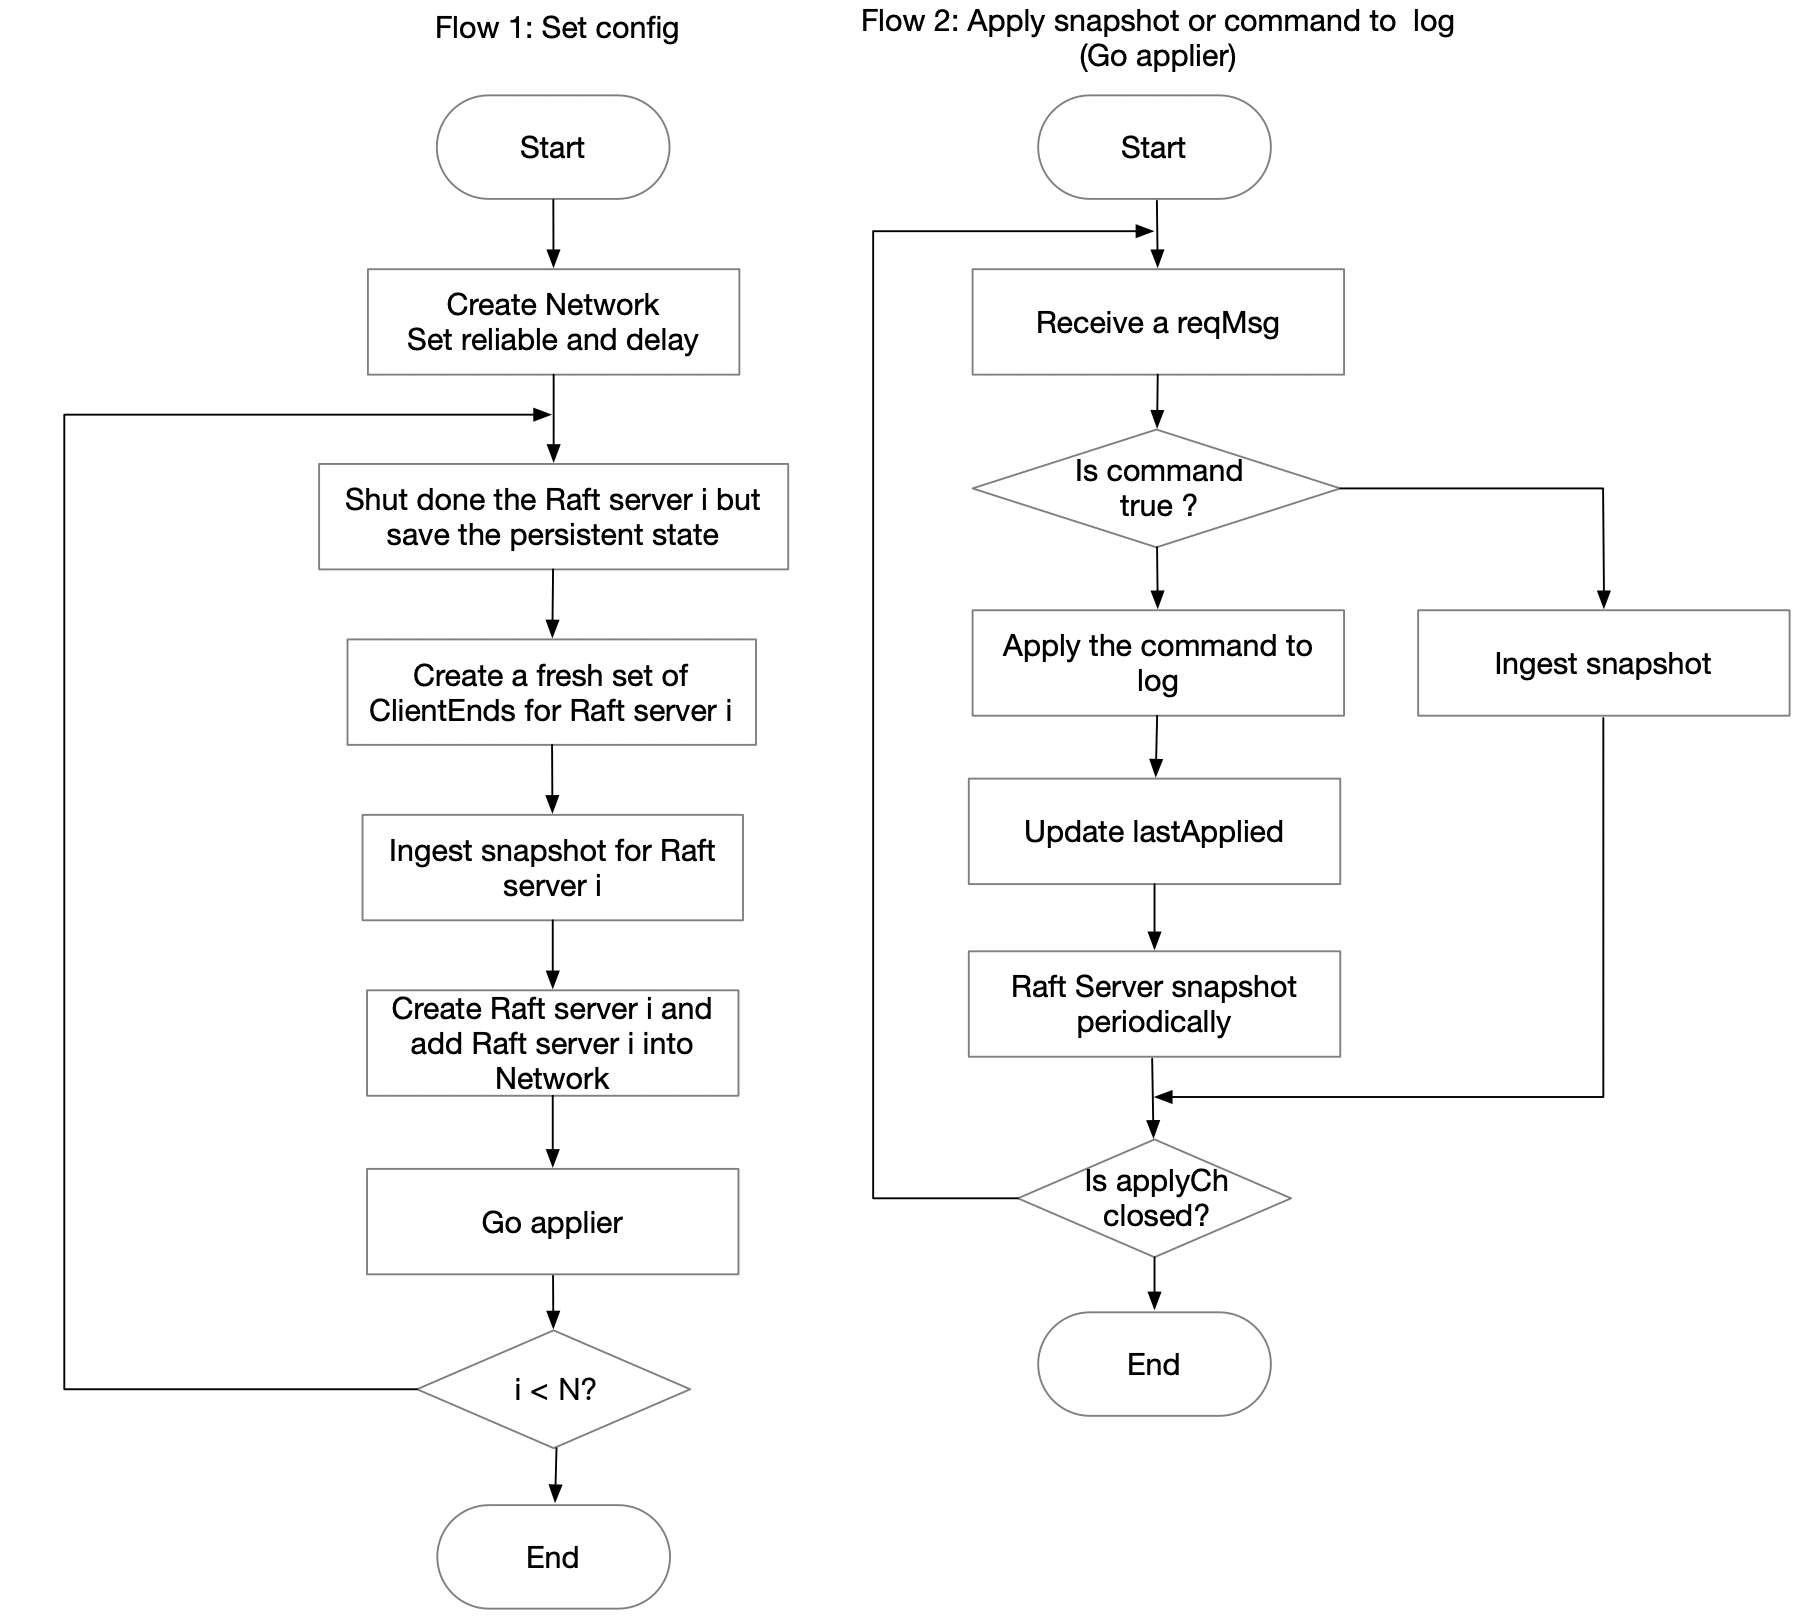 Flow 1: Set config
Start
Create Network
Set reliable and delay
Shut done the Raft server i but
save the persistent state
Create a fresh set of
ClientEnds for Raft server i
Ingest snapshot for Raft
server i
Create Raft server i and
add Raft server i into
Network
Go applier
i < N?
End
Flow 2: Apply snapshot or command to log
(Go applier)
Start
Receive a reqMsg
Is command
true ?
Apply the command to
log
Ingest snapshot
Update lastApplied
Raft Server snapshot
periodically
Is applyCh
closed?
End